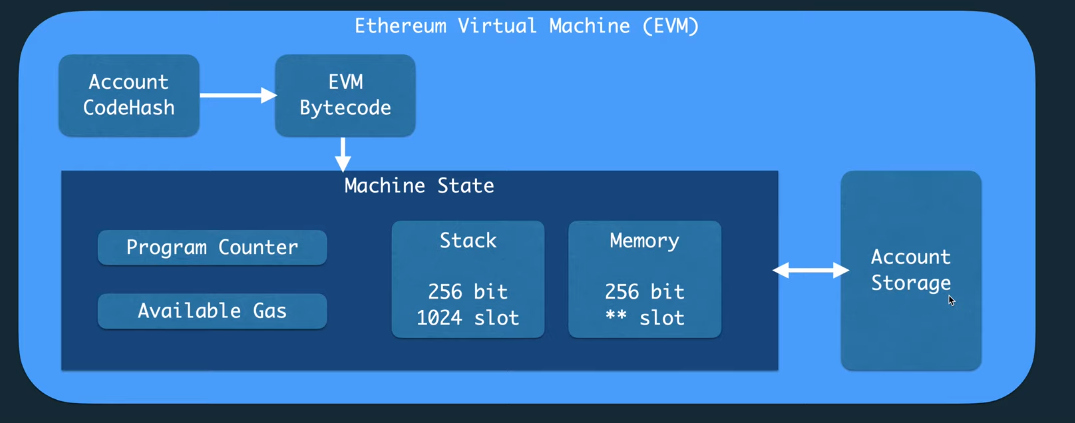 Ethereum Virtual Machine (EVM)
Account
CodeHash
EVM
Bytecode
Machine State
Program Counter
Available Gas
Stack
256 bit
1024 slot
Memory
256 bit
** slot
Account
Storage